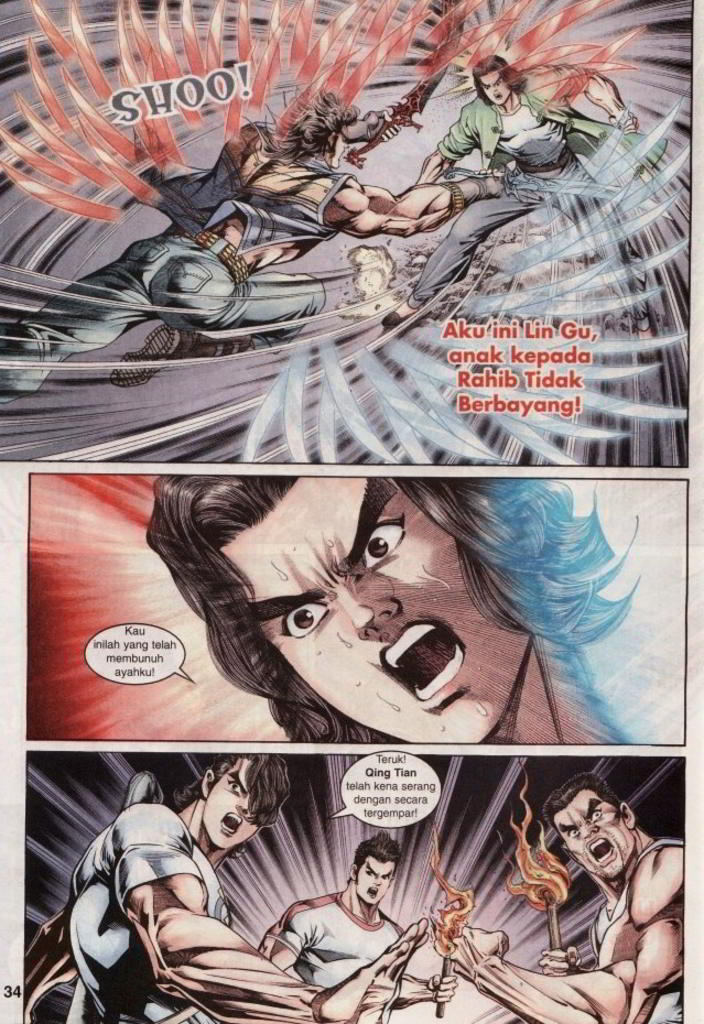 SHOO!
Aku ini Lin Gu,
anak kepada
Rahib Tidak
Berbayang!
Kau
inilah yang telah
membunuh
ayahku!
Teruk!
Qing Tian
telah kena serang
dengan secara
tergempar!
34